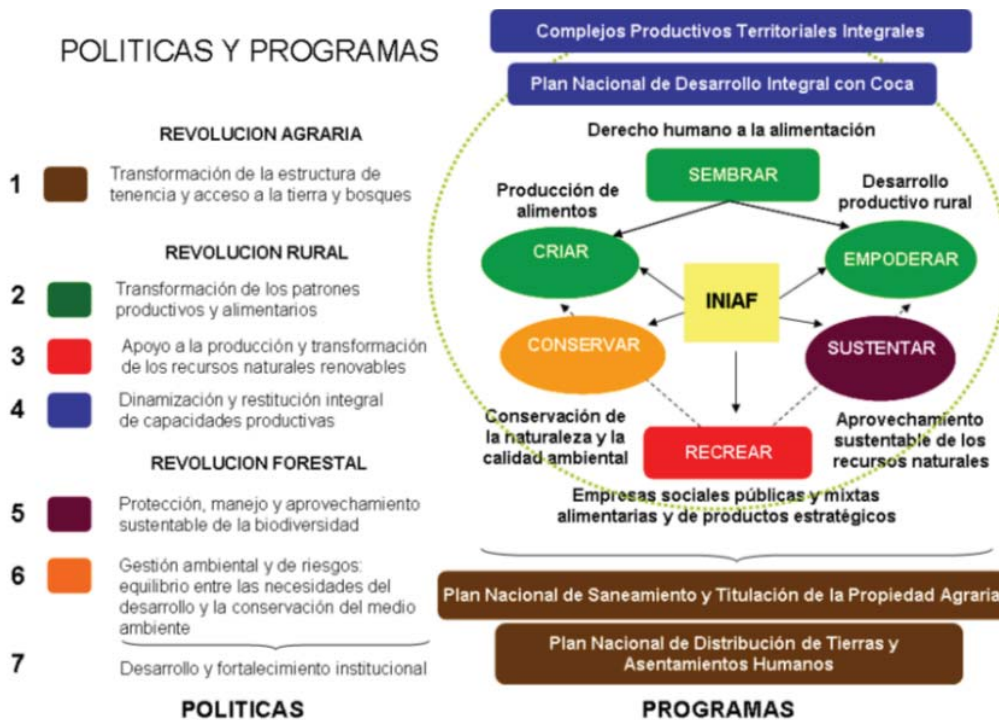 POLITICAS Y PROGRAMAS
REVOLUCION AGRARIA
1
Transformación de la estructura de
tenencia y acceso a la tierra y bosques
REVOLUCION RURAL
2
Transformación de los patrones
productivos y alimentarios
3
Apoyo a la producción y transformación
de los recursos naturales renovables
4
Dinamización y restitución integral
de capacidades productivas
REVOLUCION FORESTAL
5
Protección, manejo y aprovechamiento
sustentable de la biodiversidad
6
Gestión ambiental y de riesgos:
equilibrio entre las necesidades del
desarrollo y la conservación del medio
ambiente
7
Desarrollo y fortalecimiento institucional
POLITICAS
Complejos Productivos Territoriales Integrales
Plan Nacional de Desarrollo Integral con Coca
Derecho humano a la alimentación
SEMBRAR
Producción de
alimentos
Desarrollo
productivo rural
CRIAR
EMPODERAR
INIAF
CONSERVAR
SUSTENTAR
Conservación de
la naturaleza y la
calidad ambiental
Aprovechamiento
sustentable de los
recursos naturales
RECREAR
Empresas sociales públicas y mixtas
alimentarias y de productos estratégicos
Plan Nacional de Saneamiento y Titulación de la Propiedad Agraria
Plan Nacional de Distribución de Tierras y
Asentamientos Humanos
PROGRAMAS